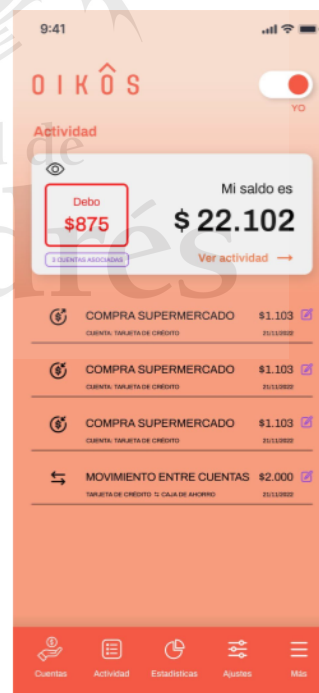 9:41
OIKÔS
YO
Actividad
Debo
$875
Mi saldo es
$ 22.102
2 CUENTAS ASOCIADAS
Ver actividad →
COMPRA SUPERMERCADO $1.103
CUENTA: TARJETA DE CRÉDITO 21/11/2022
COMPRA SUPERMERCADO $1.103
CUENTA: TARJETA DE CRÉDITO 21/11/2022
COMPRA SUPERMERCADO $1.103
CUENTA: TARJETA DE CRÉDITO 21/11/2022
MOVIMIENTO ENTRE CUENTAS $2.000
TARJETA DE CRÉDITO ⇆ CAJA DE AHORRO 21/11/2022
Cuentas Actividad Estadísticas Ajustes Más
de
rés